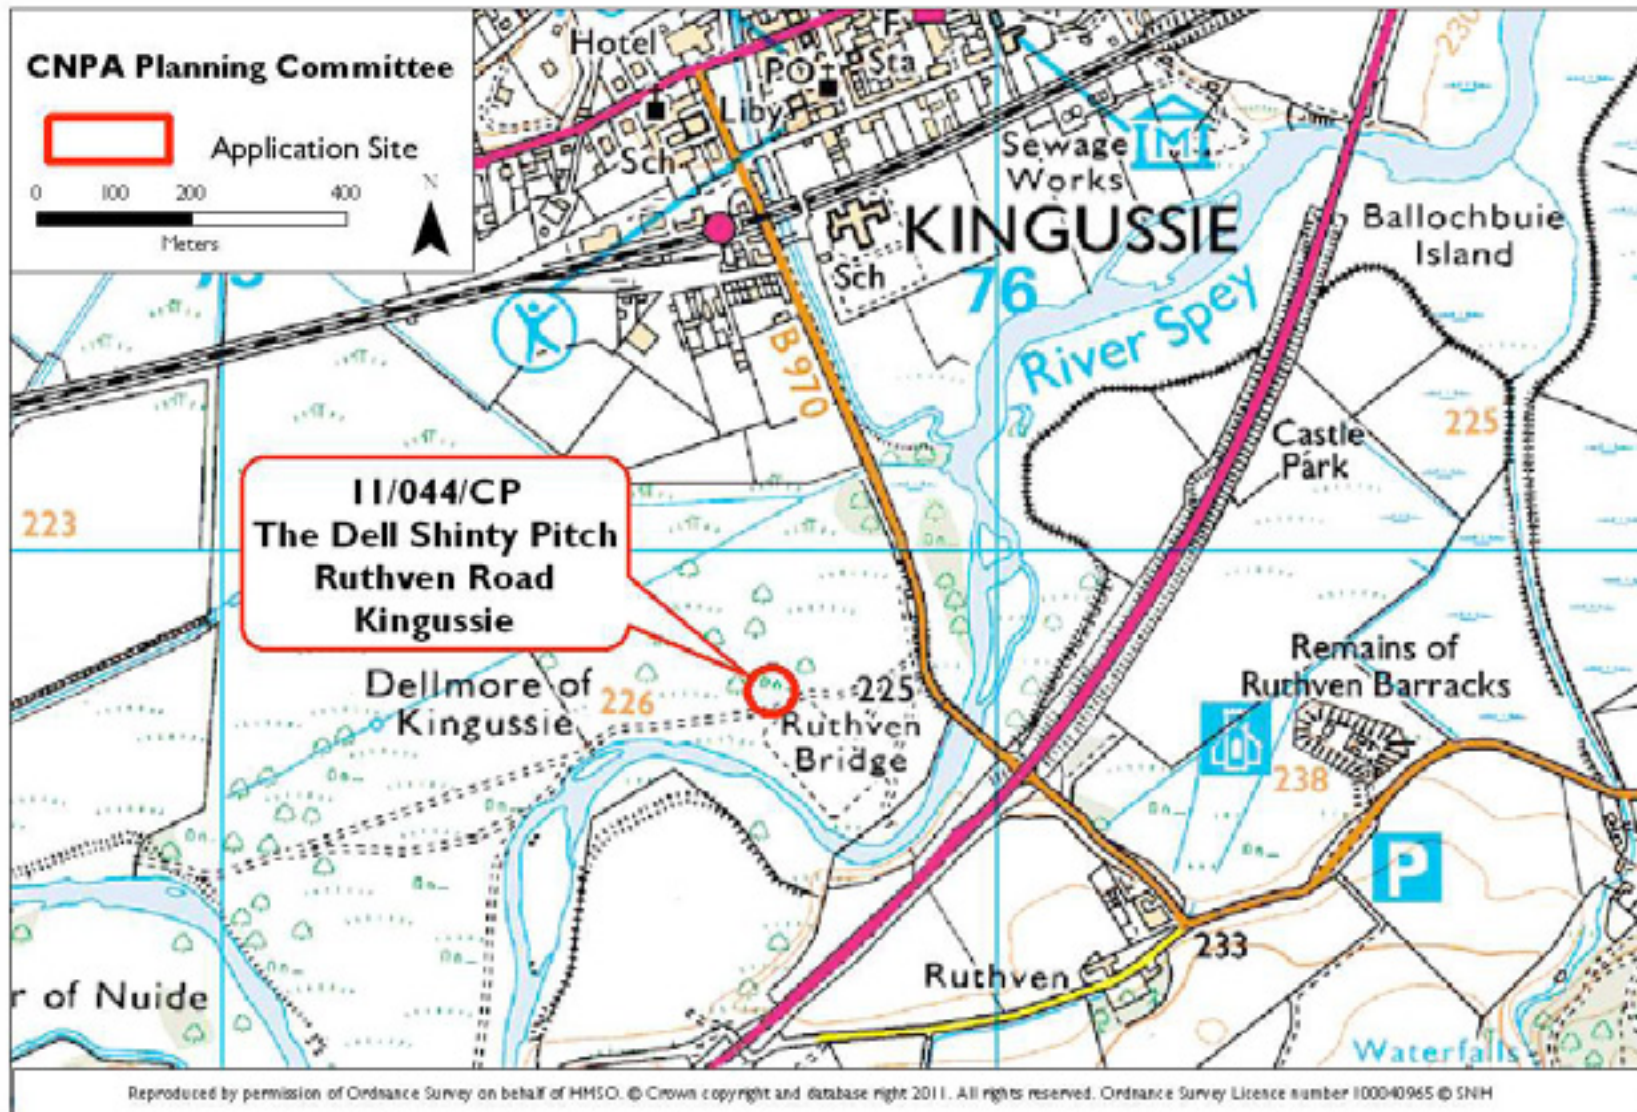 CNPA Planning Committee
Application Site
0 100 200 400
N
Meters
Hotel
PO
F
Sta
Liby
Sch
Sewage
Works
M
KINGUSSIE
Sch
76
River Spey
Ballochbuie
Island
230
B 970
225
Castle
Park
223
11/044/CP
The Dell Shinty Pitch
Ruthven Road
Kingussie
Dellmore of
Kingussie
226
225
Ruthven
Bridge
Remains of
Ruthven Barracks
238
P
233
Ruthven
r of Nuide
Waterfalls
Reproduced by permission of Ordnance Survey on behalf of HMSO. © Crown copyright and database right 2011. All rights reserved. Ordnance Survey Licence number 100040965 © SNH